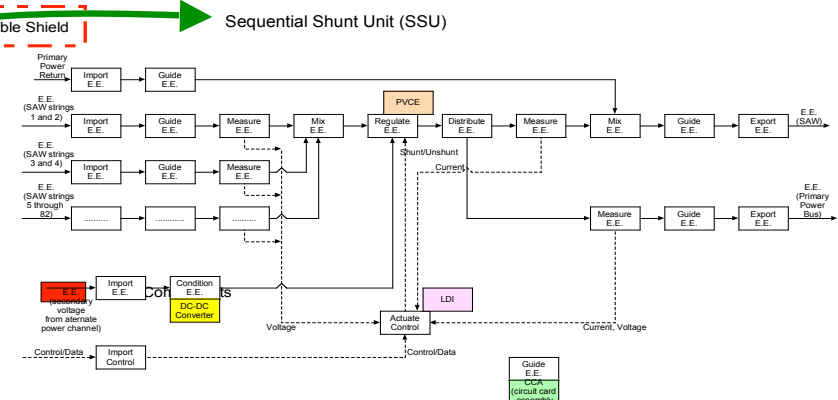 ble Shield
Sequential Shunt Unit (SSU)
Primary
Power
Return
Import
E.E.
Guide
E.E.
E.E.
(SAW strings
1 and 2)
Import
E.E.
Guide
E.E.
Measure
E.E.
Mix
E.E.
PVCE
Regulate
E.E.
Distribute
E.E.
Measure
E.E.
Mix
E.E.
Guide
E.E.
Export
E.E.
E.E.
(SAW)
Shunt/Unshunt
Current
E.E.
(SAW strings
3 and 4)
Import
E.E.
Guide
E.E.
Measure
E.E.
E.E.
(SAW strings
5 through
82)
..........
............
..........
Measure
E.E.
Guide
E.E.
Export
E.E.
E.E.
(Primary
Power
Bus)
E.E.
(secondary
voltage
from aternate
power channel)
Import
E.E.
Condition
E.E.
DC-DC
Converter
LDI
Actuate
Control
Voltage
Current, Voltage
Control/Data
Import
Control
Control/Data
Guide
E.E.
CCA
(circuit card
assembly